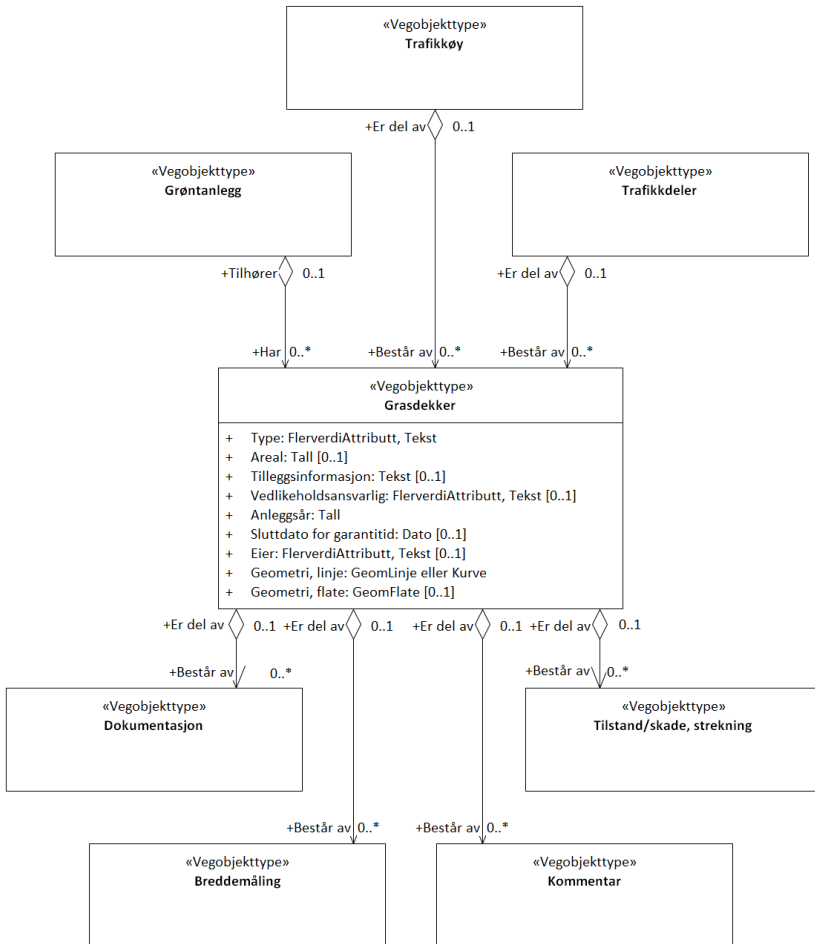 «Vegobjekttype»
Trafikkøy
+Er del av 0..1
«Vegobjekttype»
Grøntanlegg
«Vegobjekttype»
Trafikkdeler
+Tilhører 0..1
+Er del av 0..1
+Har 0..*
+Består av 0..*
+Består av 0..*
«Vegobjekttype»
Grasdekker
+ Type: FlerverdiAttributt, Tekst
+ Areal: Tall [0..1]
+ Tilleggsinformasjon: Tekst [0..1]
+ Vedlikeholdsansvarlig: FlerverdiAttributt, Tekst [0..1]
+ Anleggsår: Tall
+ Sluttdato for garantitid: Dato [0..1]
+ Eier: FlerverdiAttributt, Tekst [0..1]
+ Geometri, linje: GeomLinje eller Kurve
+ Geometri, flate: GeomFlate [0..1]
+Er del av 0..1 +Er del av 0..1 +Er del av 0..1 +Er del av 0..1
+Består av 0..*
+Består av 0..*
«Vegobjekttype»
Dokumentasjon
«Vegobjekttype»
Tilstand/skade, strekning
+Består av 0..*
+Består av 0..*
«Vegobjekttype»
Breddemåling
«Vegobjekttype»
Kommentar